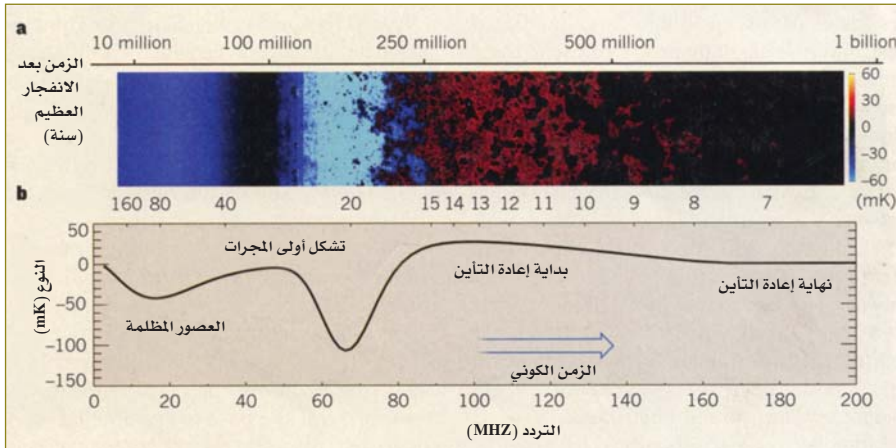 a
10 million 100 million 250 million 500 million 1 billion
الزمن بعد
الانفجار
العظيم
(سنة)
60
30
0
−30
−60
(mK)
b
160 80 40 20 15 14 13 12 11 10 9 8 7
50
0
−50
−100
−150
النوع (mK)
تشكل أولى المجرات
العصور المظلمة
بداية إعادة التأين
نهاية إعادة التأين
الزمن الكوني
0 20 40 60 80 100 120 140 160 180 200
التردد (MHZ)